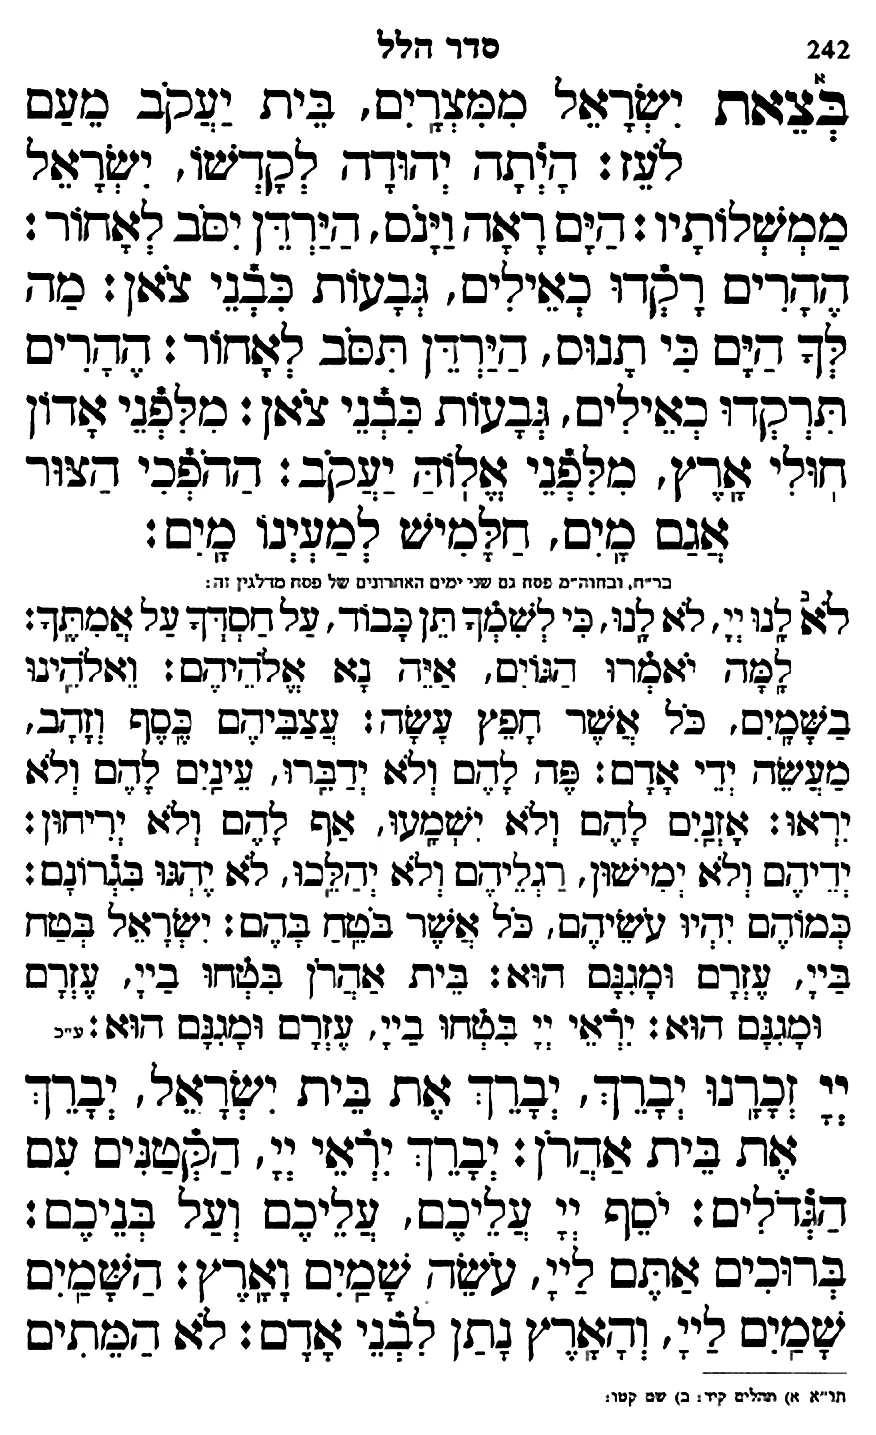 242 סדר הלל
בְּצֵאת יִשְׂרָאֵל מִמִּצְרָיִם, בֵּית יַעֲקֹב מֵעַם
לֹעֵז: הָיְתָה יְהוּדָה לְקָדְשׁוֹ, יִשְׂרָאֵל
מַמְשְׁלוֹתָיו: הַיָּם רָאָה וַיָּנֹס, הַיַּרְדֵּן יִסֹּב לְאָחוֹר:
הֶהָרִים רָקְדוּ כְאֵילִים, גְּבָעוֹת כִּבְנֵי צֹאן: מַה
לְּךָ הַיָּם כִּי תָנוּס, הַיַּרְדֵּן תִּסֹּב לְאָחוֹר: הֶהָרִים
תִּרְקְדוּ כְאֵילִים, גְּבָעוֹת כִּבְנֵי צֹאן: מִלִּפְנֵי אָדוֹן
חוּלִי אָרֶץ, מִלִּפְנֵי אֱלוֹהַּ יַעֲקֹב: הַהֹפְכִי הַצּוּר
אֲגַם מָיִם, חַלָּמִישׁ לְמַעְיְנוֹ מָיִם:
בר״ח, ובחוה״מ פסח גם שני ימים האחרונים של פסח מדלגין זה:
לֹא לָנוּ יְיָ, לֹא לָנוּ, כִּי לְשִׁמְךָ תֵּן כָּבוֹד, עַל חַסְדְּךָ עַל אֲמִתֶּךָ:
לָמָּה יֹאמְרוּ הַגּוֹיִם, אַיֵּה נָא אֱלֹהֵיהֶם: וֵאלֹהֵינוּ
בַשָּׁמָיִם, כֹּל אֲשֶׁר חָפֵץ עָשָׂה: עֲצַבֵּיהֶם כֶּסֶף וְזָהָב,
מַעֲשֵׂה יְדֵי אָדָם: פֶּה לָהֶם וְלֹא יְדַבֵּרוּ, עֵינַיִם לָהֶם וְלֹא
יִרְאוּ: אָזְנַיִם לָהֶם וְלֹא יִשְׁמָעוּ, אַף לָהֶם וְלֹא יְרִיחוּן:
יְדֵיהֶם וְלֹא יְמִישׁוּן, רַגְלֵיהֶם וְלֹא יְהַלֵּכוּ, לֹא יֶהְגּוּ בִּגְרוֹנָם:
כְּמוֹהֶם יִהְיוּ עֹשֵׂיהֶם, כֹּל אֲשֶׁר בֹּטֵחַ בָּהֶם: יִשְׂרָאֵל בְּטַח
בַּייָ, עֶזְרָם וּמָגִנָּם הוּא: בֵּית אַהֲרֹן בִּטְחוּ בַייָ, עֶזְרָם
וּמָגִנָּם הוּא: יִרְאֵי יְיָ בִּטְחוּ בַייָ, עֶזְרָם וּמָגִנָּם הוּא: ע״כ
יְיָ זְכָרָנוּ יְבָרֵךְ, יְבָרֵךְ אֶת בֵּית יִשְׂרָאֵל, יְבָרֵךְ
אֶת בֵּית אַהֲרֹן: יְבָרֵךְ יִרְאֵי יְיָ, הַקְּטַנִּים עִם
הַגְּדֹלִים: יֹסֵף יְיָ עֲלֵיכֶם, עֲלֵיכֶם וְעַל בְּנֵיכֶם:
בְּרוּכִים אַתֶּם לַייָ, עֹשֵׂה שָׁמַיִם וָאָרֶץ: הַשָּׁמַיִם
שָׁמַיִם לַייָ, וְהָאָרֶץ נָתַן לִבְנֵי אָדָם: לֹא הַמֵּתִים
תו״א א) תהלים קיד: ב) שם קטו: